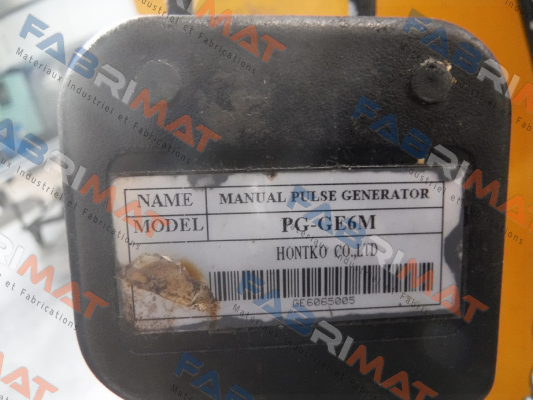 NAME MANUAL PULSE GENERATOR
MODEL PG-GE6M
HONTKO CO.,LTD
GE6065005
FABRIMAT
Materiaux Industriel et Fabrications